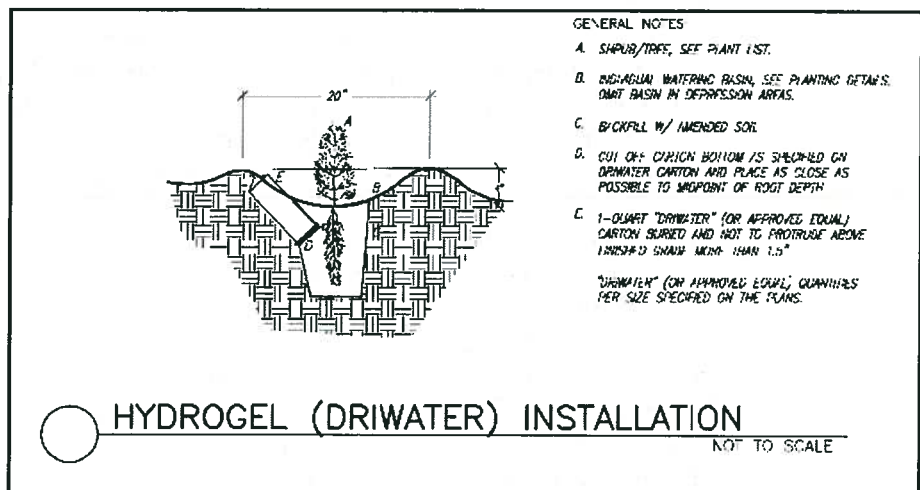 GENERAL NOTES
A. SHRUB/TREE, SEE PLANT LIST.
B. INDIVIDUAL WATERING BASIN, SEE PLANTING DETAILS.
OMIT BASIN IN DEPRESSION AREAS.
C. BACKFILL W/ AMENDED SOIL
D. CUT OFF CARTON BOTTOM AS SPECIFIED ON
DRIWATER CARTON AND PLACE AS CLOSE AS
POSSIBLE TO MIDPOINT OF ROOT DEPTH
E. 1-QUART "DRIWATER" (OR APPROVED EQUAL)
CARTON BURIED AND NOT TO PROTRUDE ABOVE
FINISHED GRADE MORE THAN 1.5"
"DRIWATER" (OR APPROVED EQUAL) QUANTITIES
PER SIZE SPECIFIED ON THE PLANS.
20"
A
E
B
D
HYDROGEL (DRIWATER) INSTALLATION
NOT TO SCALE